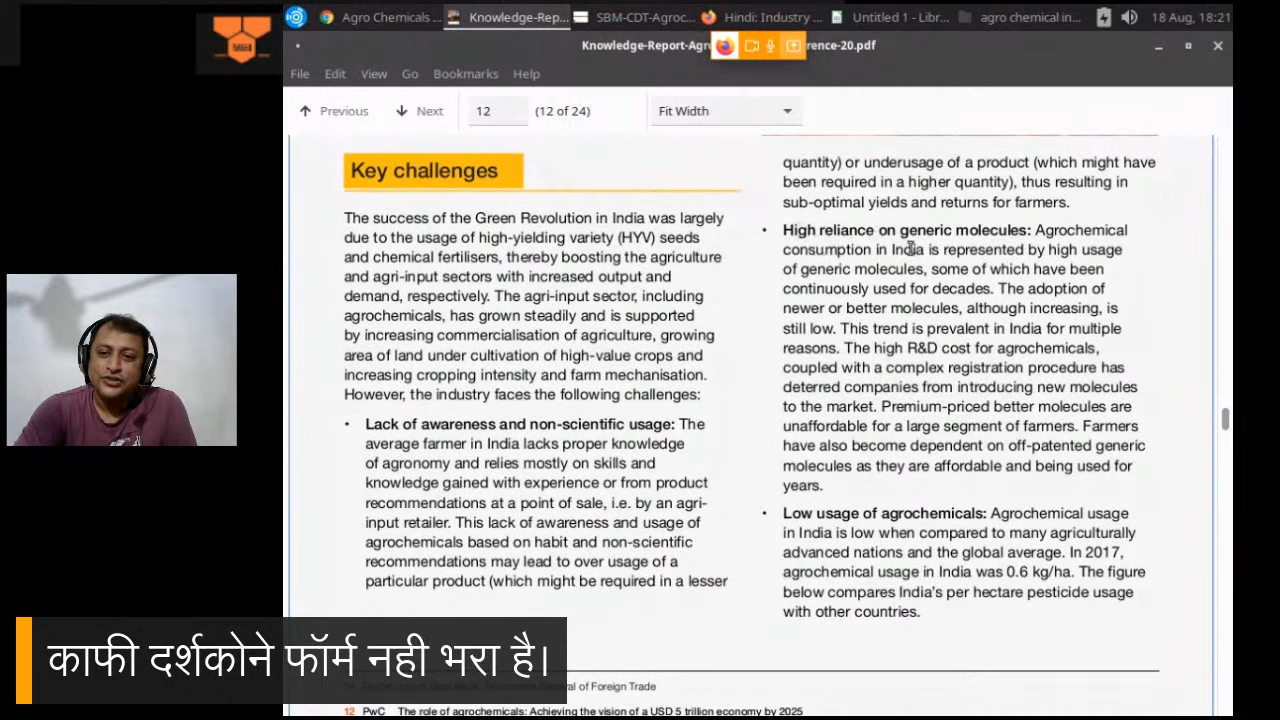 Agro Chemicals ...
Knowledge-Rep...
SBM-CDT-Agroc...
Hindi: Industry ...
Untitled 1 - Libr...
agro chemical in...
18 Aug, 18:21
Knowledge-Report-Agro
rence-20.pdf
File Edit View Go Bookmarks Help
Previous Next 12 (12 of 24) Fit Width
Key challenges
The success of the Green Revolution in India was largely
due to the usage of high-yielding variety (HYV) seeds
and chemical fertilisers, thereby boosting the agriculture
and agri-input sectors with increased output and
demand, respectively. The agri-input sector, including
agrochemicals, has grown steadily and is supported
by increasing commercialisation of agriculture, growing
area of land under cultivation of high-value crops and
increasing cropping intensity and farm mechanisation.
However, the industry faces the following challenges:
• Lack of awareness and non-scientific usage: The
average farmer in India lacks proper knowledge
of agronomy and relies mostly on skills and
knowledge gained with experience or from product
recommendations at a point of sale, i.e. by an agri-
input retailer. This lack of awareness and usage of
agrochemicals based on habit and non-scientific
recommendations may lead to over usage of a
particular product (which might be required in a lesser
quantity) or underusage of a product (which might have
been required in a higher quantity), thus resulting in
sub-optimal yields and returns for farmers.
• High reliance on generic molecules: Agrochemical
consumption in India is represented by high usage
of generic molecules, some of which have been
continuously used for decades. The adoption of
newer or better molecules, although increasing, is
still low. This trend is prevalent in India for multiple
reasons. The high R&D cost for agrochemicals,
coupled with a complex registration procedure has
deterred companies from introducing new molecules
to the market. Premium-priced better molecules are
unaffordable for a large segment of farmers. Farmers
have also become dependent on off-patented generic
molecules as they are affordable and being used for
years.
• Low usage of agrochemicals: Agrochemical usage
in India is low when compared to many agriculturally
advanced nations and the global average. In 2017,
agrochemical usage in India was 0.6 kg/ha. The figure
below compares India's per hectare pesticide usage
with other countries.
of Foreign Trade
12 PwC The role of agrochemicals: Achieving the vision of a USD 5 trillion economy by 2025
काफी दर्शकोने फॉर्म नही भरा है।